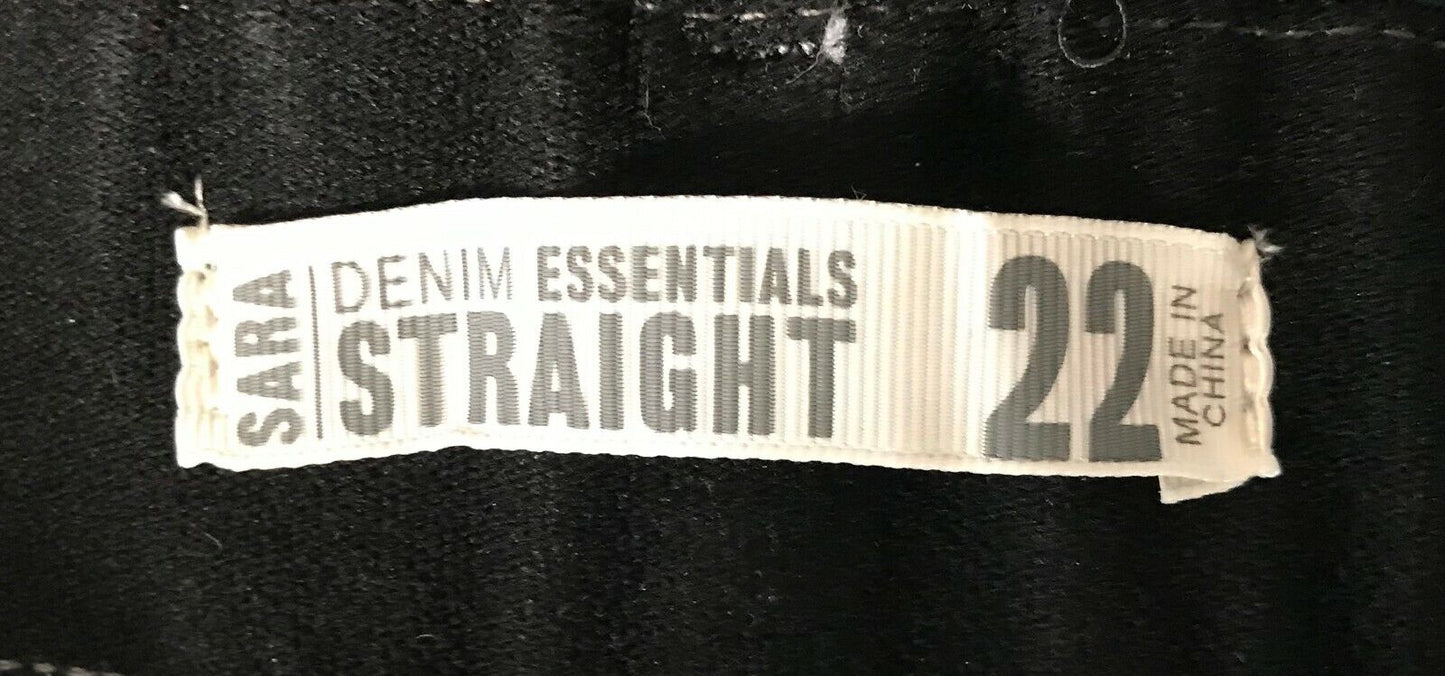 SARA
DENIM ESSENTIALS
STRAIGHT
22
MADE IN
CHINA